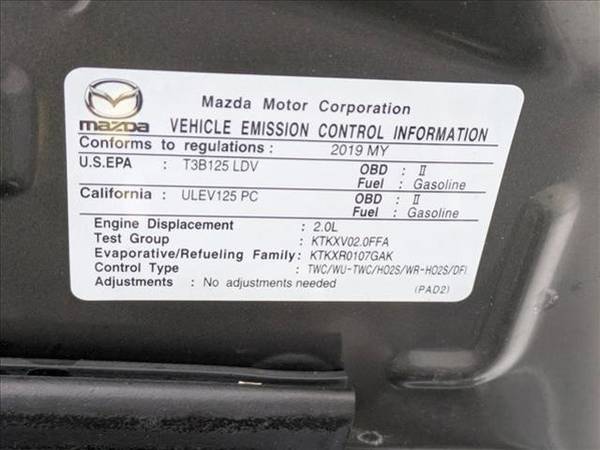 Mazda Motor Corporation
mazda VEHICLE EMISSION CONTROL INFORMATION
Conforms to regulations : 2019 MY
U.S.EPA : T3B125 LDV OBD : II
Fuel : Gasoline
California : ULEV125 PC OBD : II
Fuel : Gasoline
Engine Displacement : 2.0L
Test Group : KTKXV02.0FFA
Evaporative/Refueling Family: KTKXR0107GAK
Control Type : TWC/WU-TWC/HO2S/WR-HO2S/DFI
Adjustments : No adjustments needed
(PAD2)